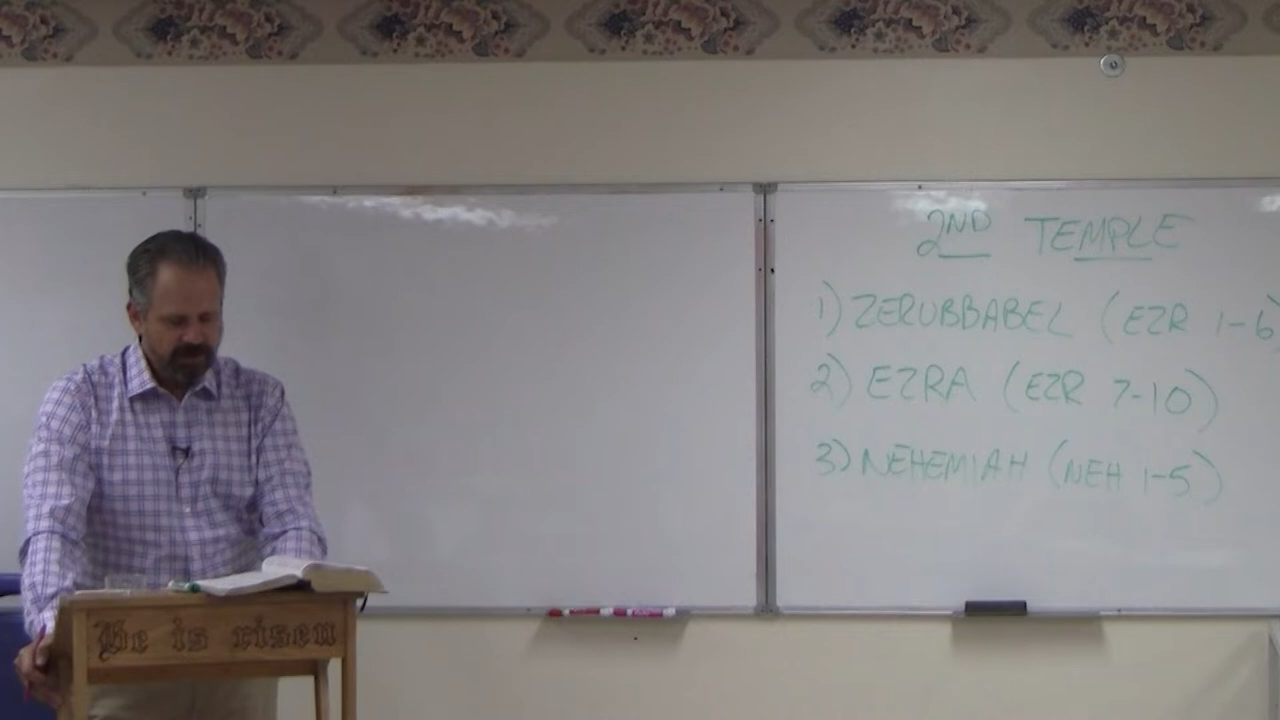 2ND TEMPLE
1) ZERUBBABEL (EZR 1-6)
2) EZRA (EZR 7-10)
3) NEHEMIAH (NEH 1-5)
He is risen